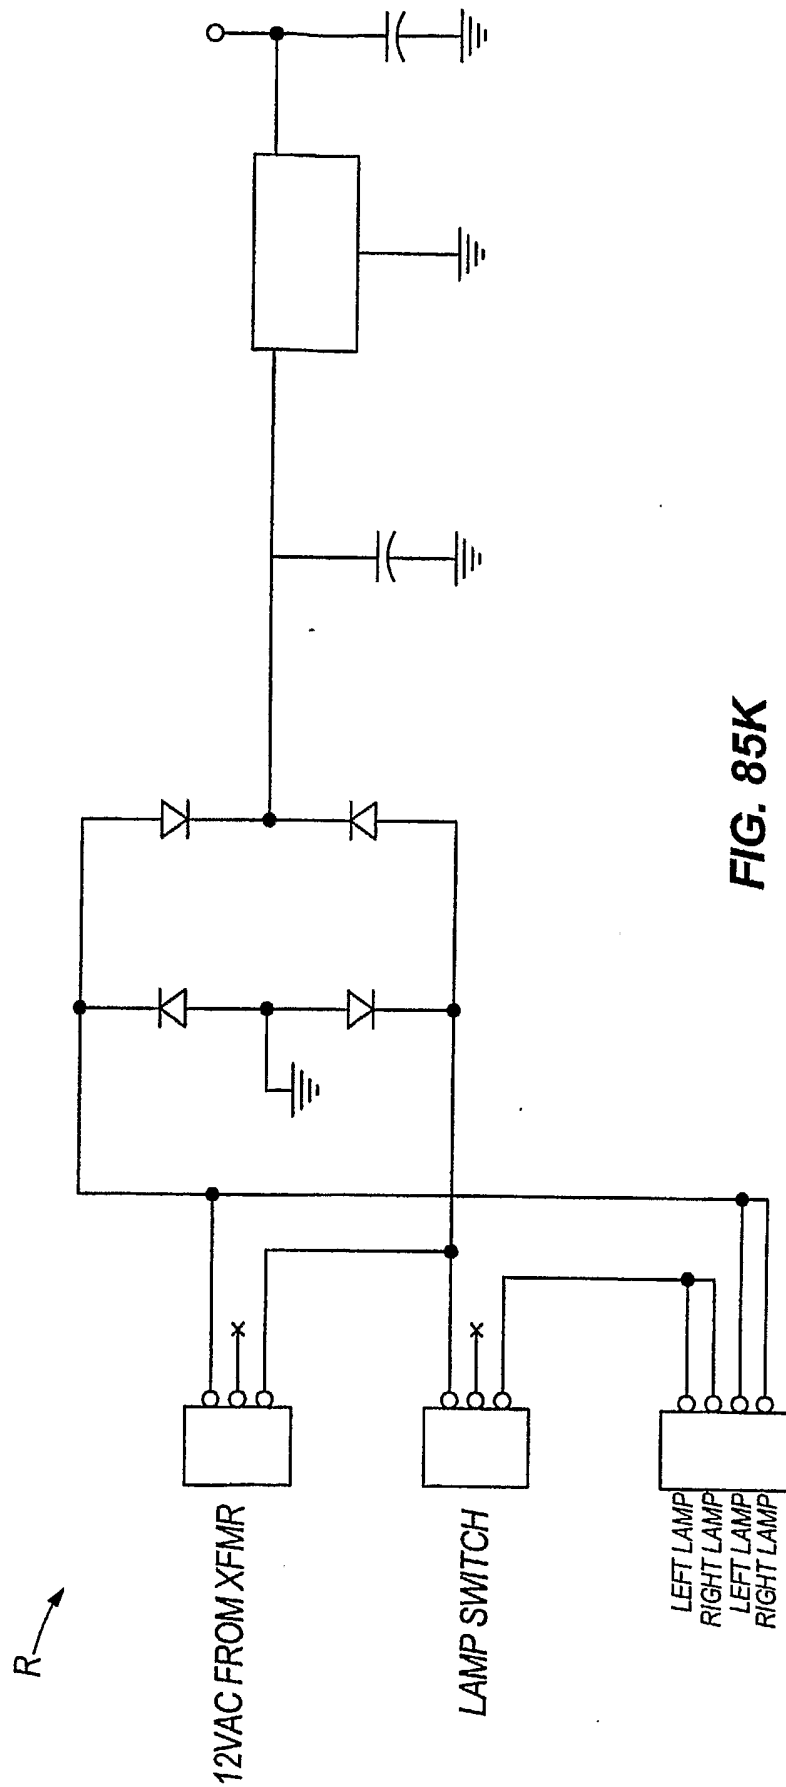 R
12VAC FROM XFMR
LAMP SWITCH
LEFT LAMP
RIGHT LAMP
LEFT LAMP
RIGHT LAMP
FIG. 85K